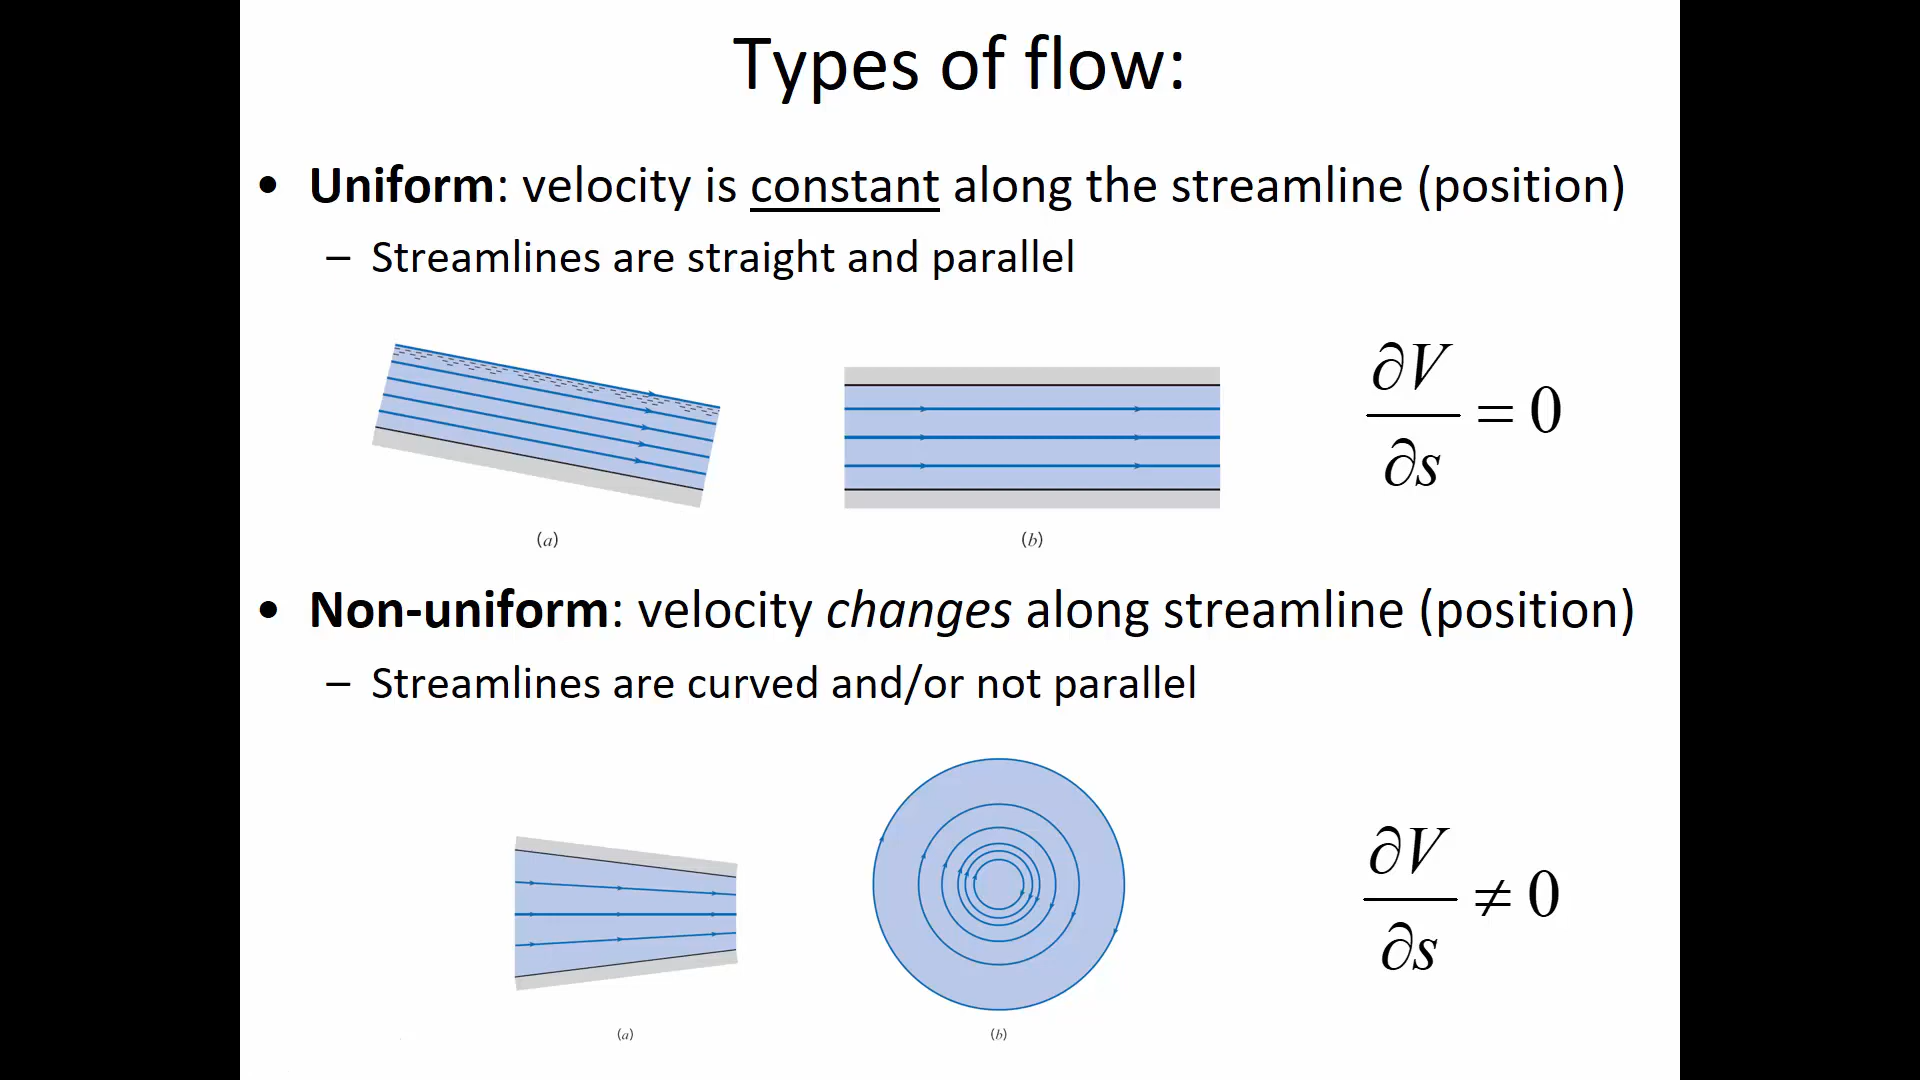 Types of flow:
• Uniform: velocity is constant along the streamline (position)
– Streamlines are straight and parallel
∂V
∂s
= 0
(a)
(b)
• Non-uniform: velocity changes along streamline (position)
– Streamlines are curved and/or not parallel
∂V
∂s
≠ 0
(a)
(b)